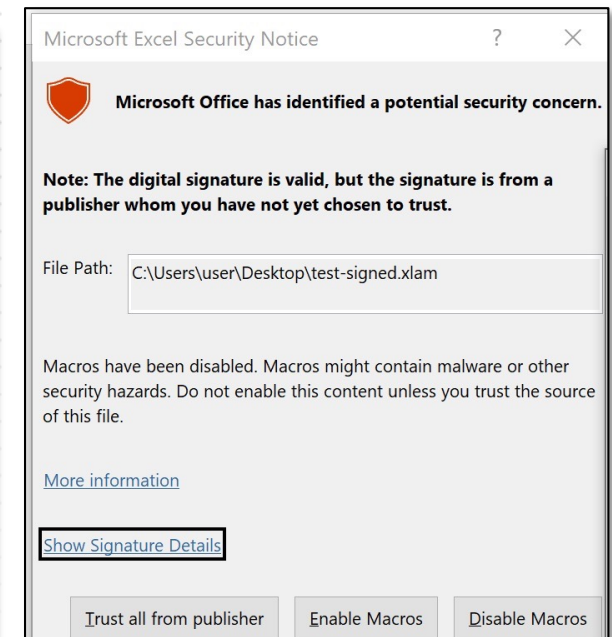 Microsoft Excel Security Notice
Microsoft Office has identified a potential security concern.
Note: The digital signature is valid, but the signature is from a
publisher whom you have not yet chosen to trust.
File Path: C:\Users\user\Desktop\test-signed.xlam
Macros have been disabled. Macros might contain malware or other
security hazards. Do not enable this content unless you trust the source
of this file.
More information
Show Signature Details
Trust all from publisher Enable Macros Disable Macros